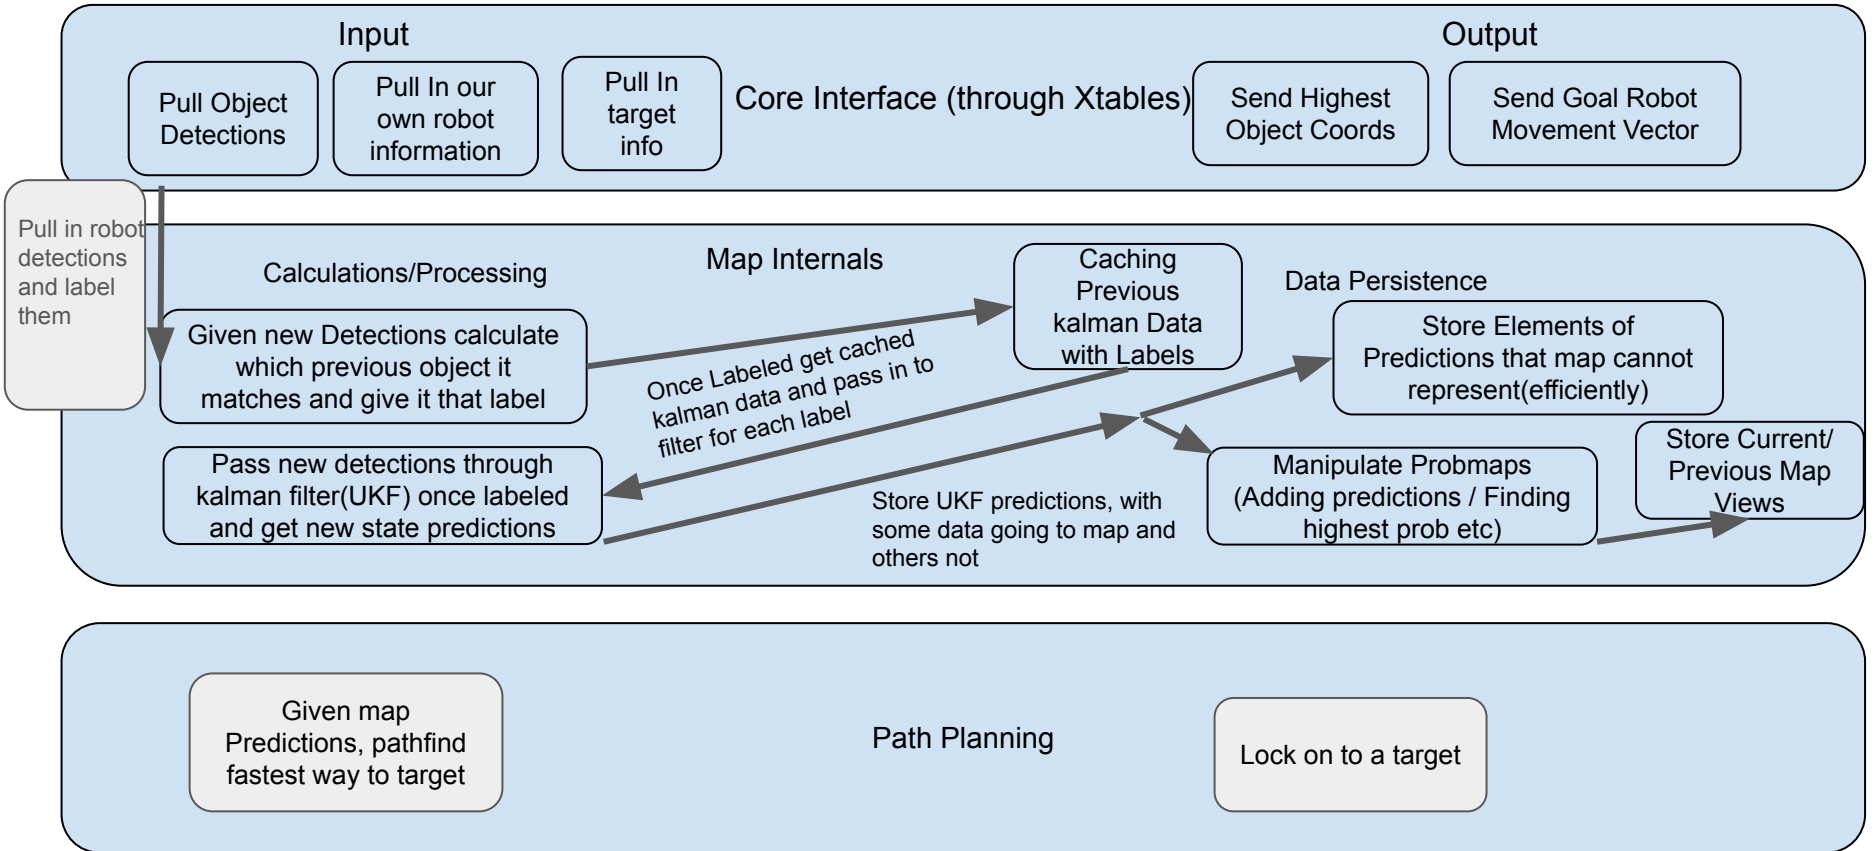 Input
Output
Pull Object
Detections
Pull In our
own robot
information
Pull In
target
info
Core Interface (through Xtables)
Send Highest
Object Coords
Send Goal Robot
Movement Vector
Pull in robot
detections
and label
them
Calculations/Processing
Map Internals
Data Persistence
Given new Detections calculate
which previous object it
matches and give it that label
Caching
Previous
kalman Data
with Labels
Once Labeled get cached
kalman data and pass in to
filter for each label
Store Elements of
Predictions that map cannot
represent(efficiently)
Pass new detections through
kalman filter(UKF) once labeled
and get new state predictions
Store UKF predictions, with
some data going to map and
others not
Manipulate Probmaps
(Adding predictions / Finding
highest prob etc)
Store Current/
Previous Map
Views
Given map
Predictions, pathfind
fastest way to target
Path Planning
Lock on to a target